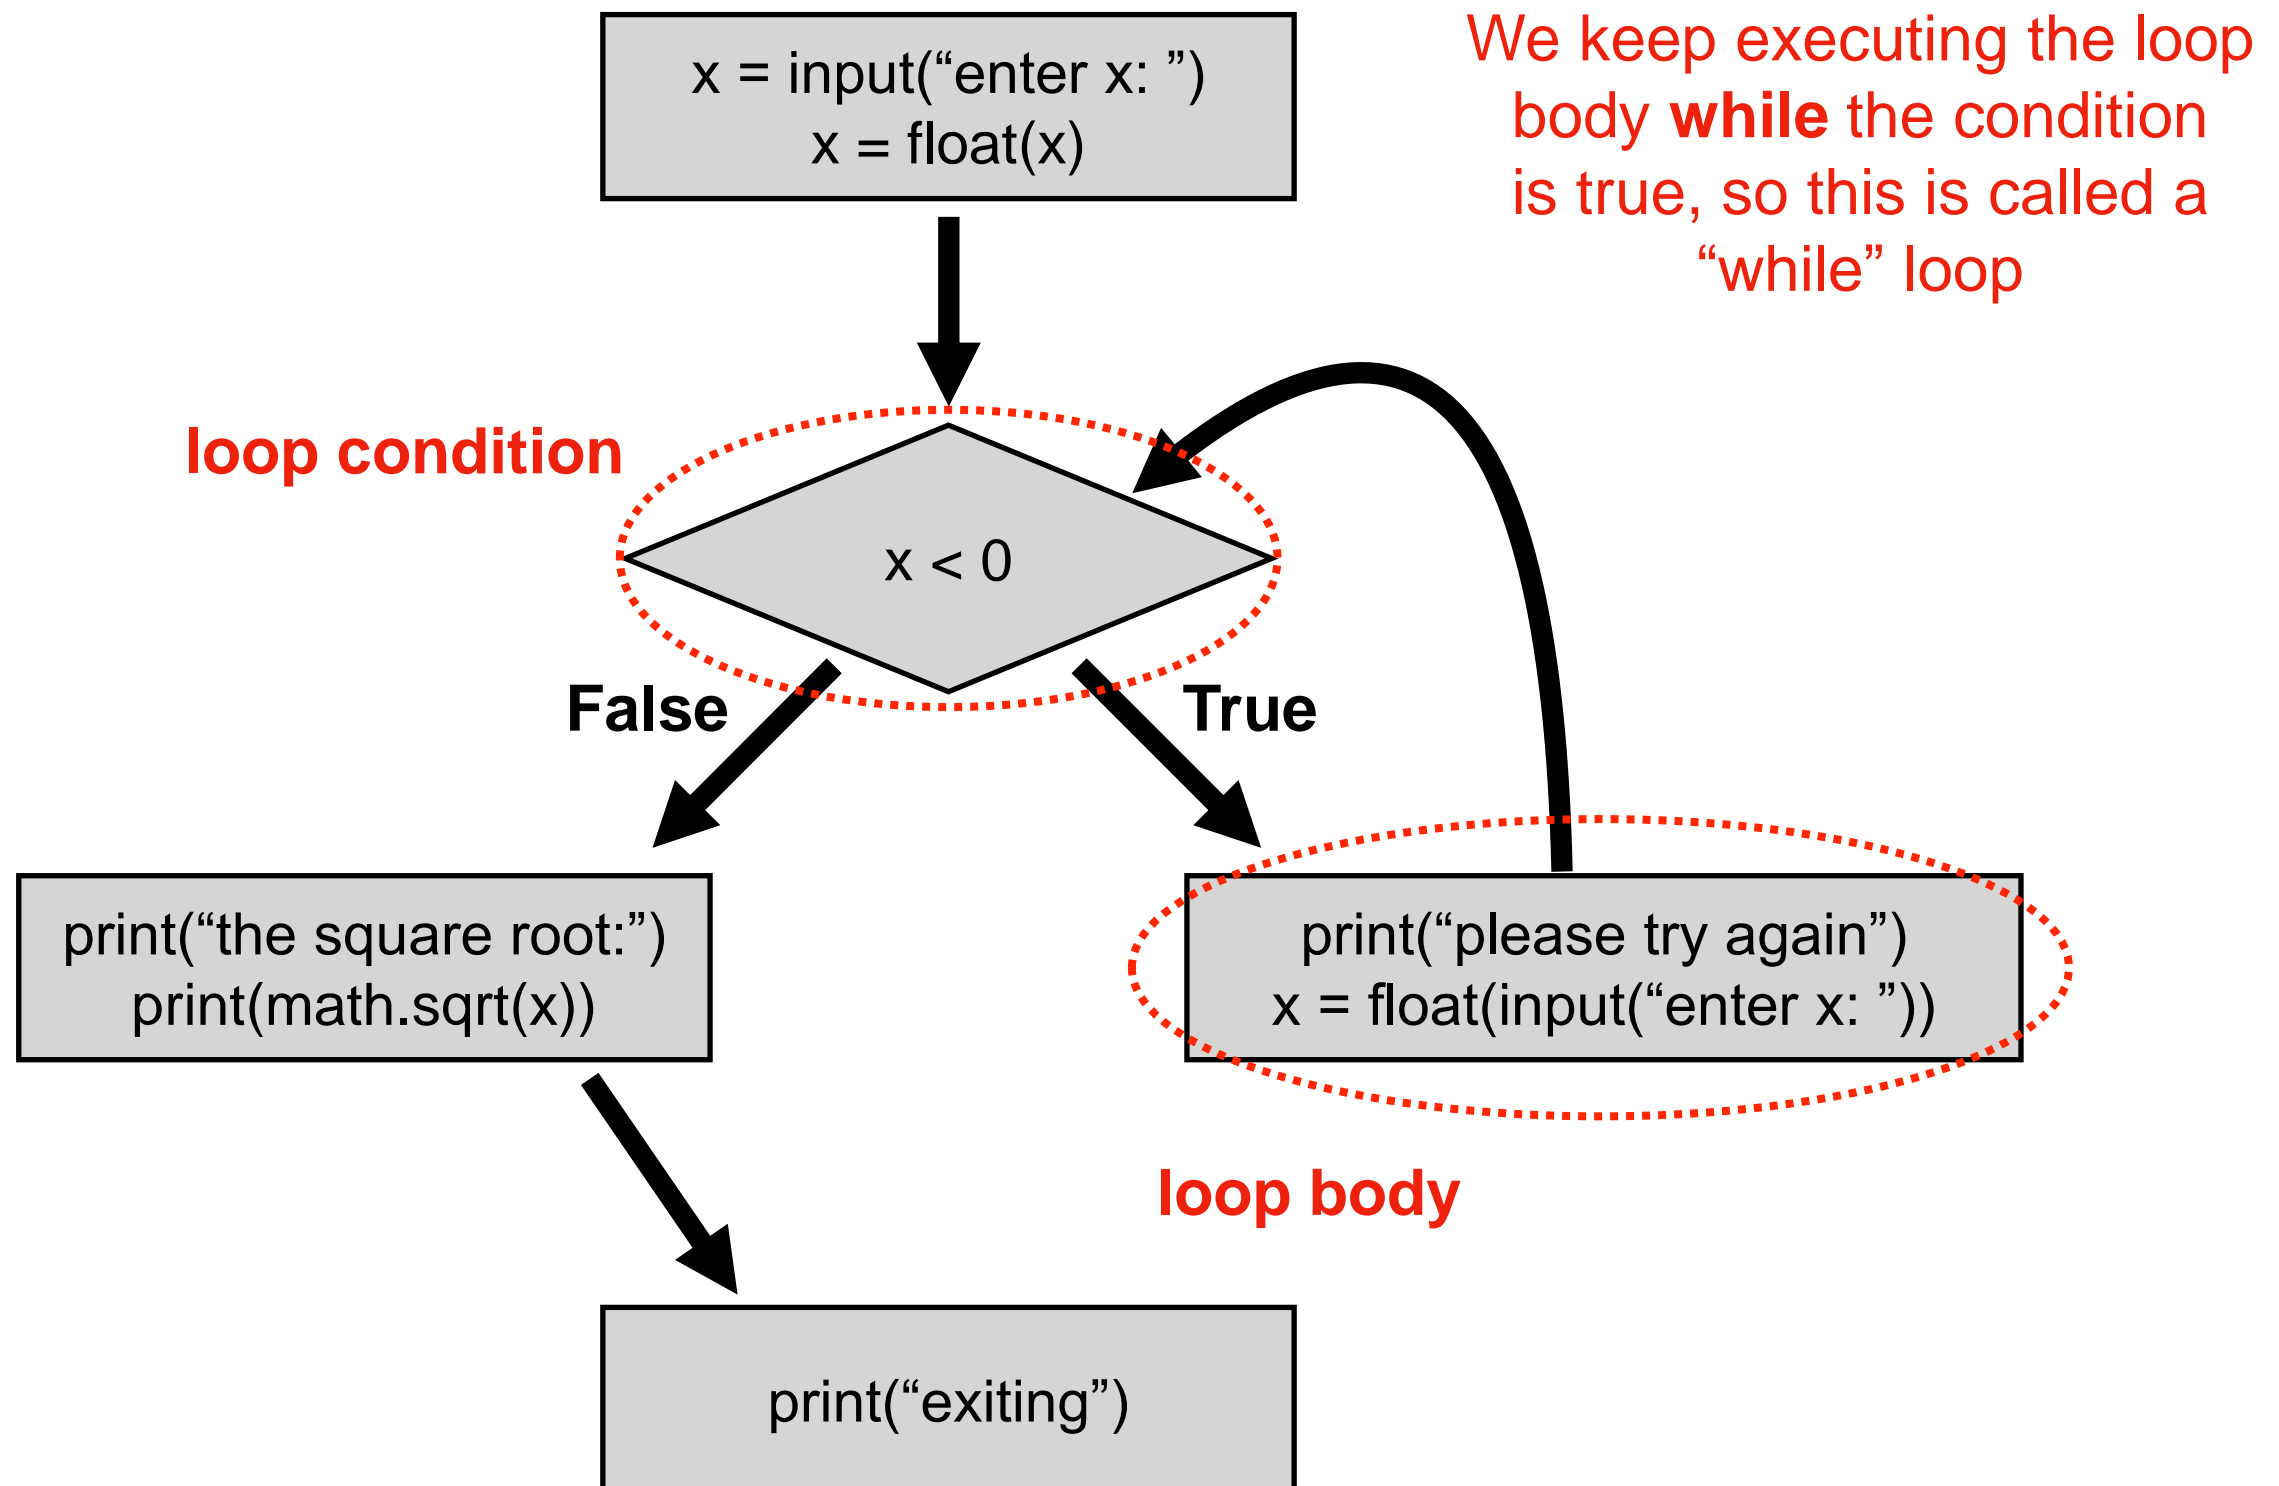 x = input(“enter x: ”)
x = float(x)
We keep executing the loop
body while the condition
is true, so this is called a
“while” loop
loop condition
x < 0
False
True
print(“the square root:”)
print(math.sqrt(x))
print(“please try again”)
x = float(input(“enter x: ”))
loop body
print(“exiting”)